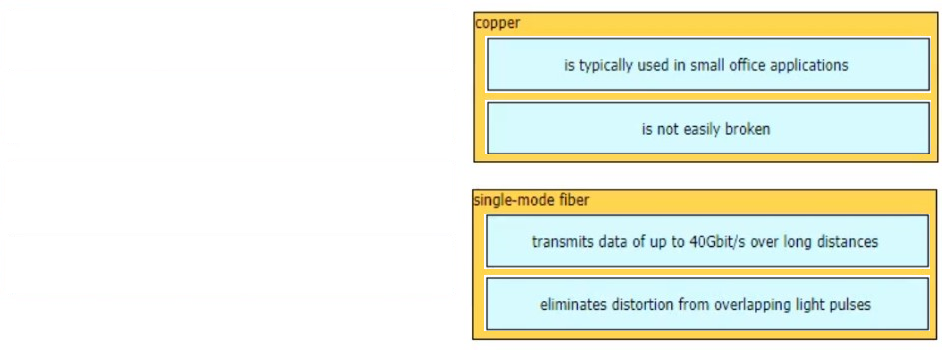 copper
is typically used in small office applications
is not easily broken
single-mode fiber
transmits data of up to 40Gbit/s over long distances
eliminates distortion from overlapping light pulses